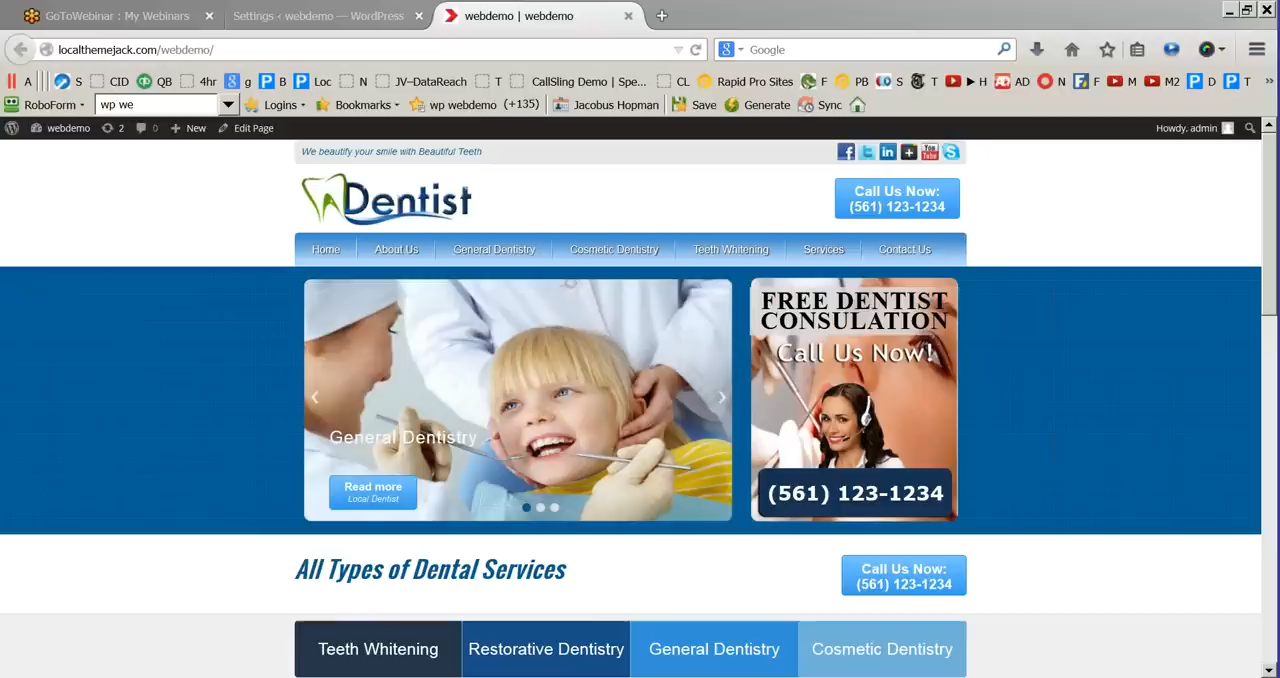 GoToWebinar : My Webinars
Settings ‹ webdemo — WordPress
webdemo | webdemo
localthemejack.com/webdemo/
Google
A S CID QB 4hr g B Loc N JV–DataReach T CallSling Demo | Spe... CL Rapid Pro Sites F PB S T H AD N F M M2 D T »
RoboForm wp we Logins Bookmarks wp webdemo (+135) Jacobus Hopman Save Generate Sync
webdemo 2 0 New Edit Page Howdy, admin
We beautify your smile with Beautiful Teeth
Dentist
Call Us Now:
(561) 123-1234
Home About Us General Dentistry Cosmetic Dentistry Teeth Whitening Services Contact Us
General Dentistry
Read more
Local Dentist
FREE DENTIST
CONSULATION
Call Us Now!
(561) 123-1234
All Types of Dental Services
Call Us Now:
(561) 123-1234
Teeth Whitening Restorative Dentistry General Dentistry Cosmetic Dentistry